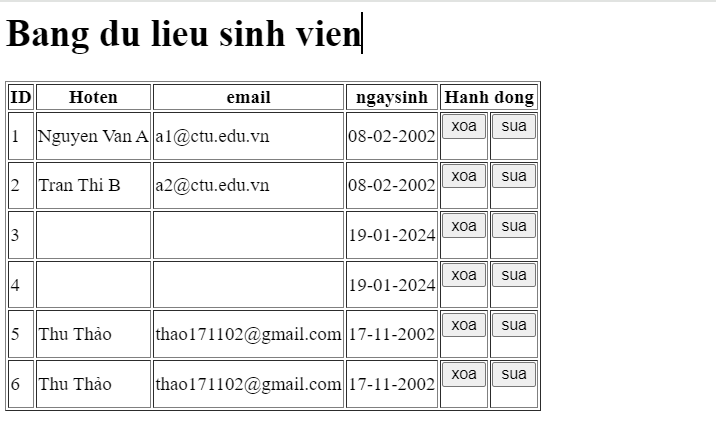 Bang du lieu sinh vien
ID Hoten email ngaysinh Hanh dong
1 Nguyen Van A a1@ctu.edu.vn 08-02-2002 xoa sua
2 Tran Thi B a2@ctu.edu.vn 08-02-2002 xoa sua
3 19-01-2024 xoa sua
4 19-01-2024 xoa sua
5 Thu Thảo thao171102@gmail.com 17-11-2002 xoa sua
6 Thu Thảo thao171102@gmail.com 17-11-2002 xoa sua